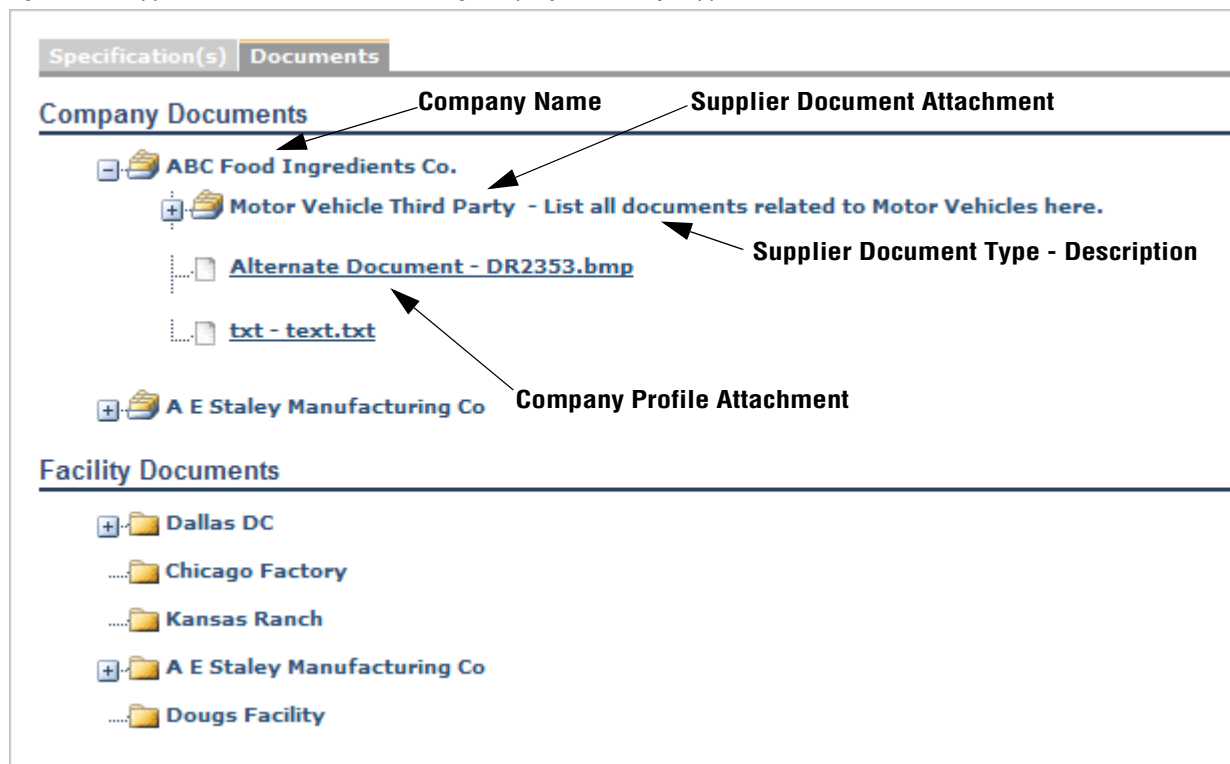 Specification(s) Documents
Company Documents
Company Name
Supplier Document Attachment
ABC Food Ingredients Co.
Motor Vehicle Third Party - List all documents related to Motor Vehicles here.
Supplier Document Type - Description
Alternate Document - DR2353.bmp
txt - text.txt
Company Profile Attachment
A E Staley Manufacturing Co
Facility Documents
Dallas DC
Chicago Factory
Kansas Ranch
A E Staley Manufacturing Co
Dougs Facility